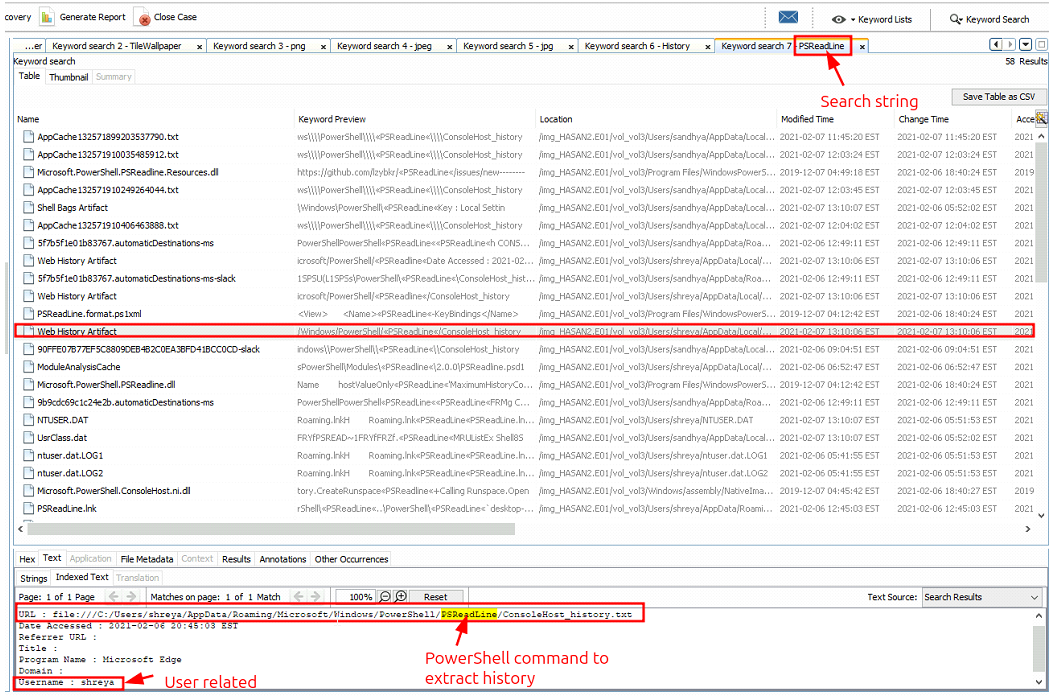 covery Generate Report Close Case Keyword Lists Keyword Search
...er Keyword search 2 - TileWallpaper x Keyword search 3 - png x Keyword search 4 - jpeg x Keyword search 5 - jpg x Keyword search 6 - History x Keyword search 7 - PSReadLine x
Keyword search 58 Results
Table Thumbnail Summary
Search string
Save Table as CSV
Name Keyword Preview Location Modified Time Change Time Acce
AppCache132571899203537790.txt ws\\\\PowerShell\\\\<PSReadLine<\\\\ConsoleHost_history /img_HASAN2.E01/vol_vol3/Users/sandhya/AppData/Local... 2021-02-07 11:45:20 EST 2021-02-07 11:45:20 EST 2021
AppCache132571910035485912.txt ws\\\\PowerShell\\\\<PSReadLine<\\\\ConsoleHost_history /img_HASAN2.E01/vol_vol3/Users/sandhya/AppData/Local... 2021-02-07 12:03:24 EST 2021-02-07 12:03:24 EST 2021
Microsoft.PowerShell.PSReadline.Resources.dll https://github.com/lzybkr/<PSReadLine</issues/new-------- /img_HASAN2.E01/vol_vol3/Program Files/WindowsPowerS... 2019-12-07 04:49:18 EST 2021-02-06 18:40:24 EST 2019
AppCache132571910249264044.txt ws\\\\PowerShell\\\\<PSReadLine<\\\\ConsoleHost_history /img_HASAN2.E01/vol_vol3/Users/sandhya/AppData/Local... 2021-02-07 12:03:45 EST 2021-02-07 12:03:45 EST 2021
Shell Bags Artifact \Windows\PowerShell\<PSReadLine<Key : Local Settin /img_HASAN2.E01/vol_vol3/Users/shreya/AppData/Local... 2021-02-07 13:10:07 EST 2021-02-06 05:52:02 EST 2021
AppCache132571910406463888.txt ws\\\\PowerShell\\\\<PSReadLine<\\\\ConsoleHost_history /img_HASAN2.E01/vol_vol3/Users/sandhya/AppData/Local... 2021-02-07 12:04:02 EST 2021-02-07 12:04:02 EST 2021
5f7b5f1e01b83767.automaticDestinations-ms PowerShellPowerShell<PSReadLine<<PSReadLine<h CONS... /img_HASAN2.E01/vol_vol3/Users/sandhya/AppData/Roa... 2021-02-06 12:49:11 EST 2021-02-06 12:49:11 EST 2021
Web History Artifact icrosoft/PowerShell/<PSReadline<Date Accessed : 2021-02... /img_HASAN2.E01/vol_vol3/Users/shreya/AppData/Local/... 2021-02-07 13:10:06 EST 2021-02-07 13:10:06 EST 2021
5f7b5f1e01b83767.automaticDestinations-ms-slack 1SPSU(L1SPSs\PowerShell\<PSReadLine<\ConsoleHost_hist... /img_HASAN2.E01/vol_vol3/Users/sandhya/AppData/Roa... 2021-02-06 12:49:11 EST 2021-02-06 12:49:11 EST 2021
Web History Artifact icrosoft/PowerShell/<PSReadline</ConsoleHost_history /img_HASAN2.E01/vol_vol3/Users/shreya/AppData/Local/... 2021-02-07 13:10:06 EST 2021-02-07 13:10:06 EST 2021
PSReadLine.format.ps1xml <View> <Name><PSReadLine<-KeyBindings</Name> /img_HASAN2.E01/vol_vol3/Program Files/WindowsPowerS... 2019-12-07 04:12:42 EST 2021-02-06 18:40:24 EST 2021
Web History Artifact /Windows/PowerShell/<PSReadLine</ConsoleHost_history /img_HASAN2.E01/vol_vol3/Users/shreya/AppData/Local/... 2021-02-07 13:10:06 EST 2021-02-07 13:10:06 EST 2021
90FFE07B77EF5C8809DEB4B2C0EA3BFD41BCC0CD-slack indows\\PowerShell\\<PSReadLine<\\ConsoleHost_history /img_HASAN2.E01/vol_vol3/Users/shreya/AppData/Local... 2021-02-06 09:04:51 EST 2021-02-06 09:04:51 EST 2021
ModuleAnalysisCache sPowerShell\Modules\<PSReadline<\2.0.0\PSReadline.psd1 /img_HASAN2.E01/vol_vol3/Users/shreya/AppData/Local... 2021-02-06 06:52:47 EST 2021-02-06 06:52:47 EST 2021
Microsoft.PowerShell.PSReadline.dll Name hostValueOnly<PSReadLine<'MaximumHistoryCo... /img_HASAN2.E01/vol_vol3/Program Files/WindowsPowerS... 2019-12-07 04:12:42 EST 2021-02-06 18:40:24 EST 2021
9b9cdc69c1c24e2b.automaticDestinations-ms PowerShellPowerShell<PSReadLine<<PSReadLine<FRMg C... /img_HASAN2.E01/vol_vol3/Users/sandhya/AppData/Roa... 2021-02-06 12:49:11 EST 2021-02-06 12:49:11 EST 2021
NTUSER.DAT Roaming.lnkH Roaming.lnk<PSReadLine<PSReadLine.ln... /img_HASAN2.E01/vol_vol3/Users/shreya/NTUSER.DAT 2021-02-07 13:10:07 EST 2021-02-06 05:51:53 EST 2021
UsrClass.dat FRYfPSREAD~1FRYfFRZf.<PSReadLine<MRUListEx Shell8S /img_HASAN2.E01/vol_vol3/Users/shreya/AppData/Local... 2021-02-07 13:10:07 EST 2021-02-06 05:52:02 EST 2021
ntuser.dat.LOG1 Roaming.lnkH Roaming.lnk<PSReadLine<PSReadLine.ln... /img_HASAN2.E01/vol_vol3/Users/shreya/ntuser.dat.LOG1 2021-02-06 05:41:55 EST 2021-02-06 05:51:53 EST 2021
ntuser.dat.LOG2 Roaming.lnkH Roaming.lnk<PSReadLine<PSReadLine.ln... /img_HASAN2.E01/vol_vol3/Users/shreya/ntuser.dat.LOG2 2021-02-06 05:41:55 EST 2021-02-06 05:51:53 EST 2021
Microsoft.PowerShell.ConsoleHost.ni.dll tory.CreateRunspace<PSReadline<+Calling Runspace.Open /img_HASAN2.E01/vol_vol3/Windows/assembly/NativeIma... 2019-12-07 04:45:42 EST 2021-02-06 18:40:27 EST 2019
PSReadLine.lnk rShell\<PSReadLine<..\PowerShell\<PSReadLine<`desktop-... /img_HASAN2.E01/vol_vol3/Users/shreya/AppData/Roami... 2021-02-06 12:45:03 EST 2021-02-06 12:45:03 EST 2021
Hex Text Application File Metadata Context Results Annotations Other Occurrences
Strings Indexed Text Translation
Page: 1 of 1 Page Matches on page: 1 of 1 Match 100% Reset Text Source: Search Results
URL : file:///C:/Users/shreya/AppData/Roaming/Microsoft/Windows/PowerShell/PSReadLine/ConsoleHost_history.txt
Date Accessed : 2021-02-06 20:45:03 EST
Referrer URL :
Title :
Program Name : Microsoft Edge
Domain :
Username : shreya
User related
PowerShell command to
extract history